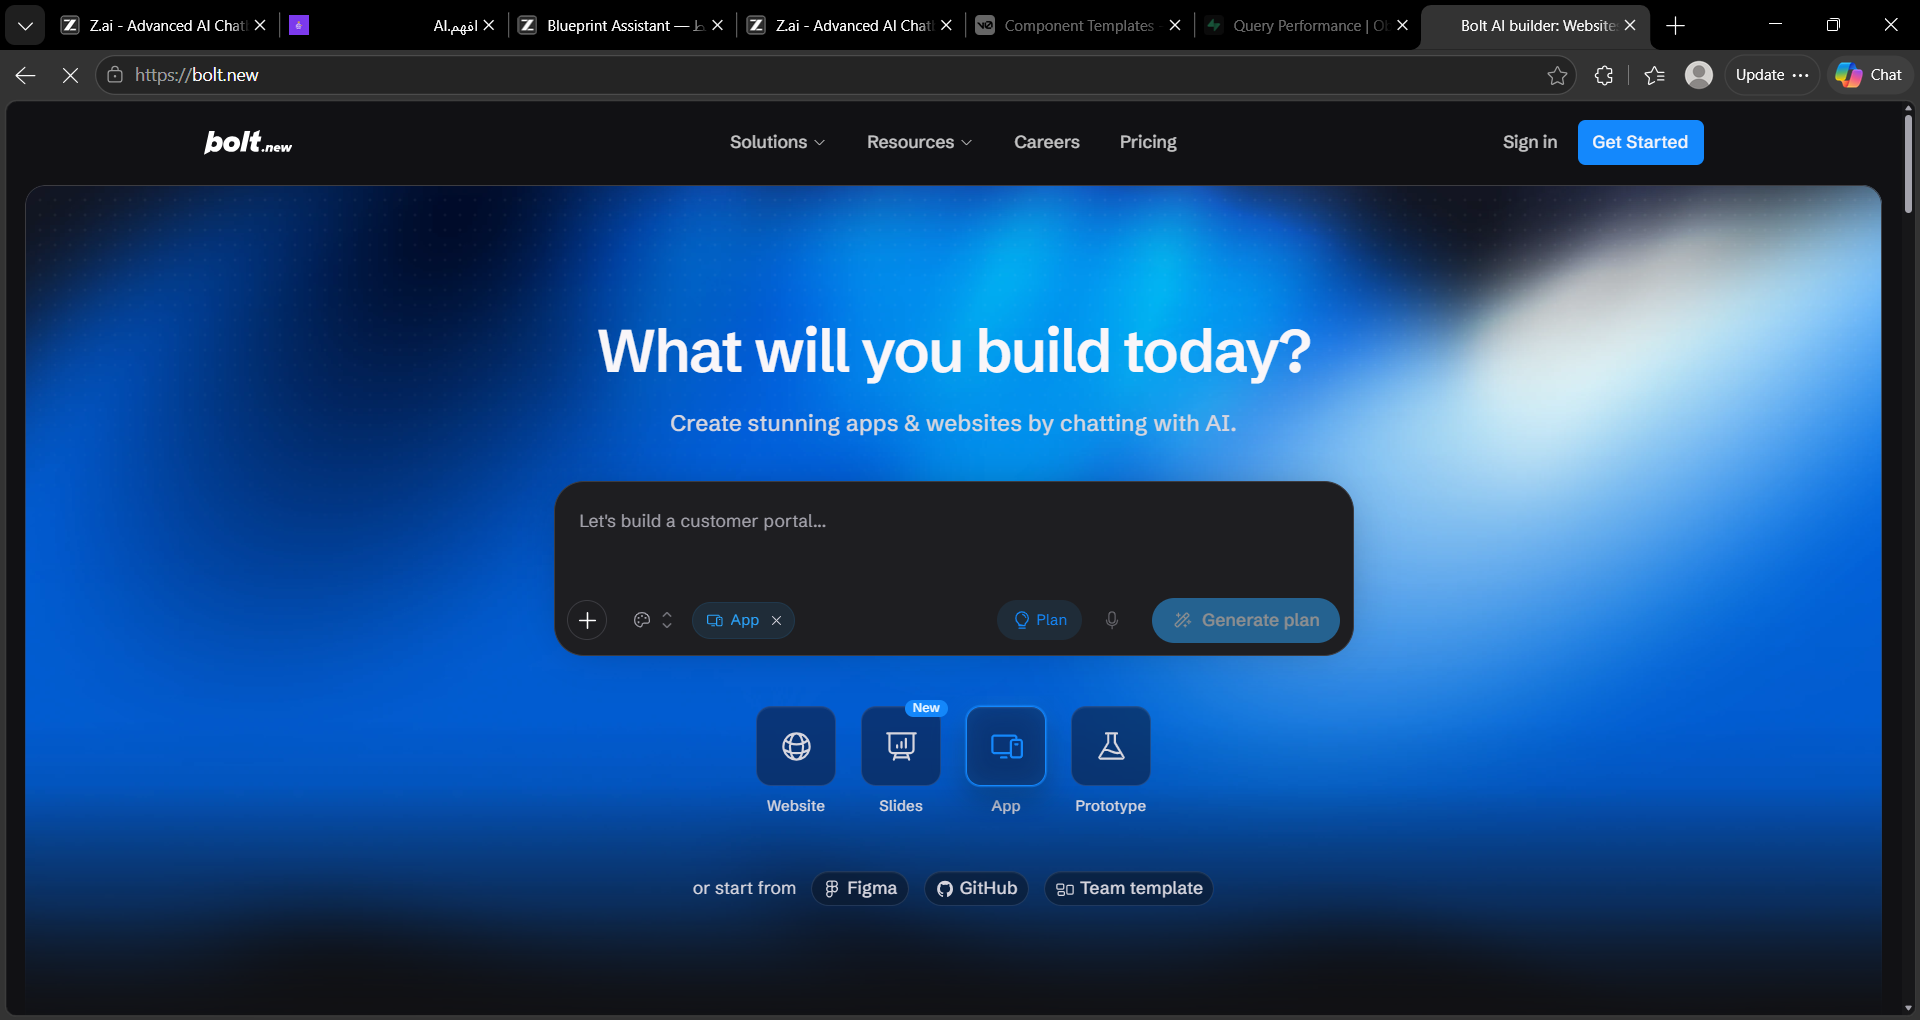 Z.ai - Advanced AI Chat
افهم.AI
Blueprint Assistant —
Z.ai - Advanced AI Chat
Component Templates
Query Performance | Ob
Bolt AI builder: Website
https://bolt.new
Update
Chat
bolt.new
Solutions
Resources
Careers
Pricing
Sign in
Get Started
What will you build today?
Create stunning apps & websites by chatting with AI.
Let's build a customer portal...
App
Plan
Generate plan
New
Website
Slides
App
Prototype
or start from
Figma
GitHub
Team template